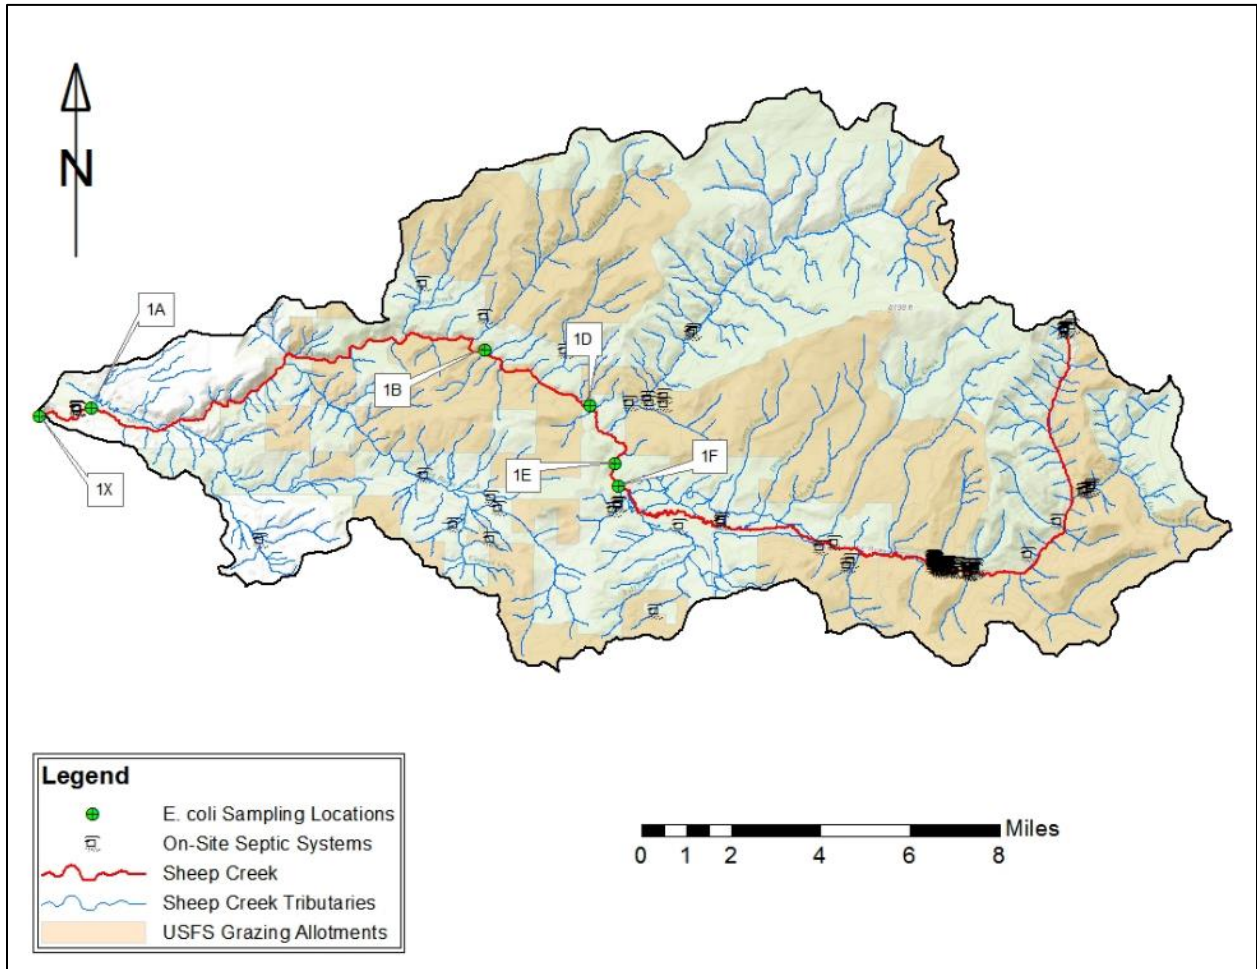 N
1A
1D
1B
1E
1F
1X
Legend
E. coli Sampling Locations
On-Site Septic Systems
Sheep Creek
Sheep Creek Tributaries
USFS Grazing Allotments
Miles
0 1 2 4 6 8